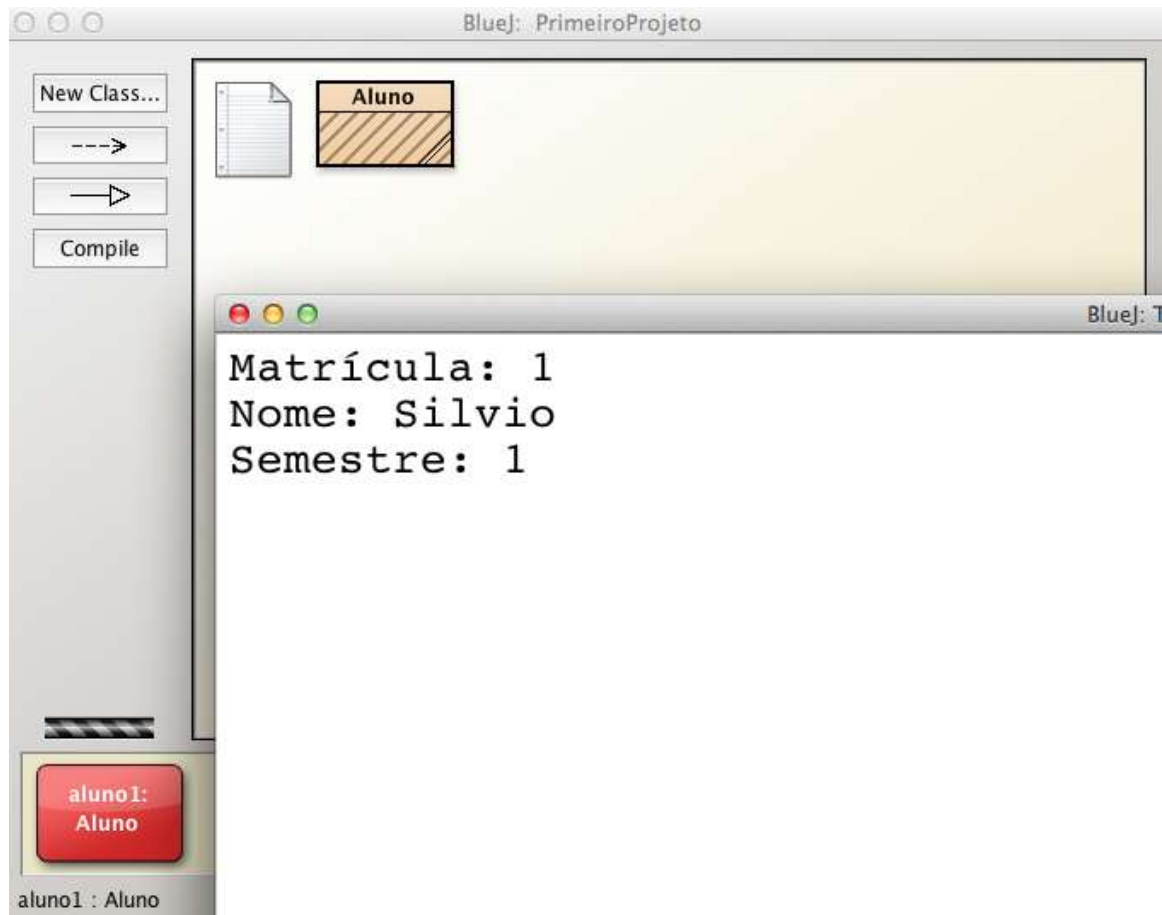 BlueJ: PrimeiroProjeto
New Class...
Aluno
Compile
BlueJ: T
Matrícula: 1
Nome: Silvio
Semestre: 1
aluno1:
Aluno
aluno1 : Aluno